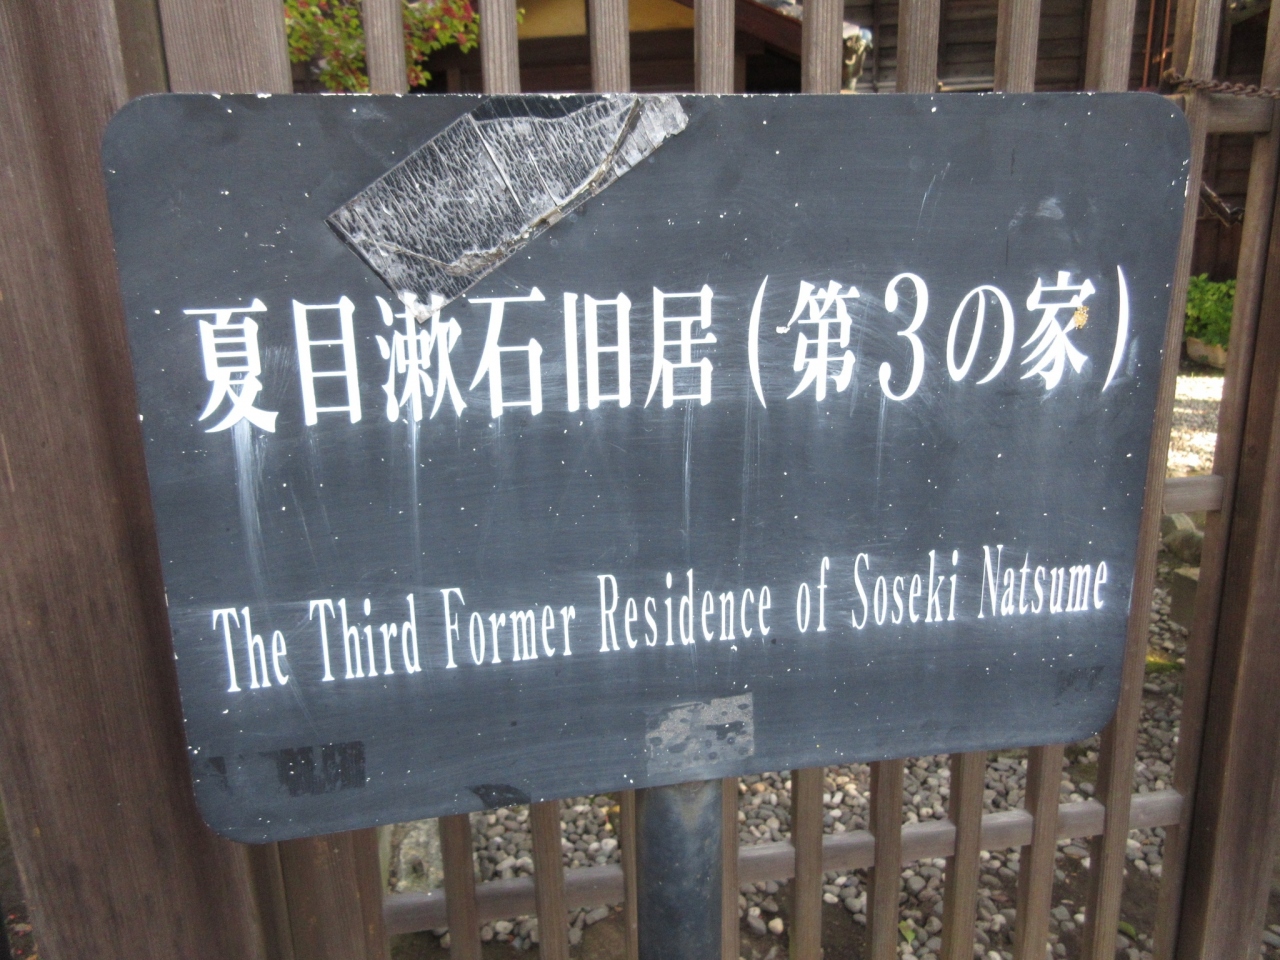 夏目漱石旧居(第3の家)
The Third Former Residence of Soseki Natsume